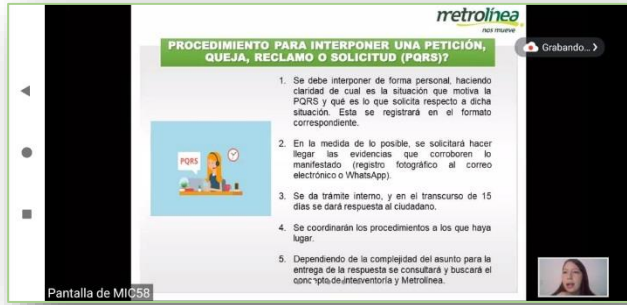 metrolínea
nos mueve
PROCEDIMIENTO PARA INTERPONER UNA PETICIÓN,
QUEJA, RECLAMO O SOLICITUD (PQRS)?
Grabando...
1. Se debe interponer de forma personal, haciendo
claridad de cual es la situación que motiva la
PQRS y qué es lo que solicita respecto a dicha
situación. Esta se registrará en el formato
correspondiente.
2. En la medida de lo posible, se solicitará hacer
llegar las evidencias que corroboren lo
manifestado (registro fotográfico al correo
electrónico o WhatsApp).
PQRS
3. Se da trámite interno, y en el transcurso de 15
días se dará respuesta al ciudadano.
4. Se coordinarán los procedimientos a los que haya
lugar.
5. Dependiendo de la complejidad del asunto para la
entrega de la respuesta se consultará y buscará el
concepto de interventoría y Metrolínea.
Pantalla de MIC58